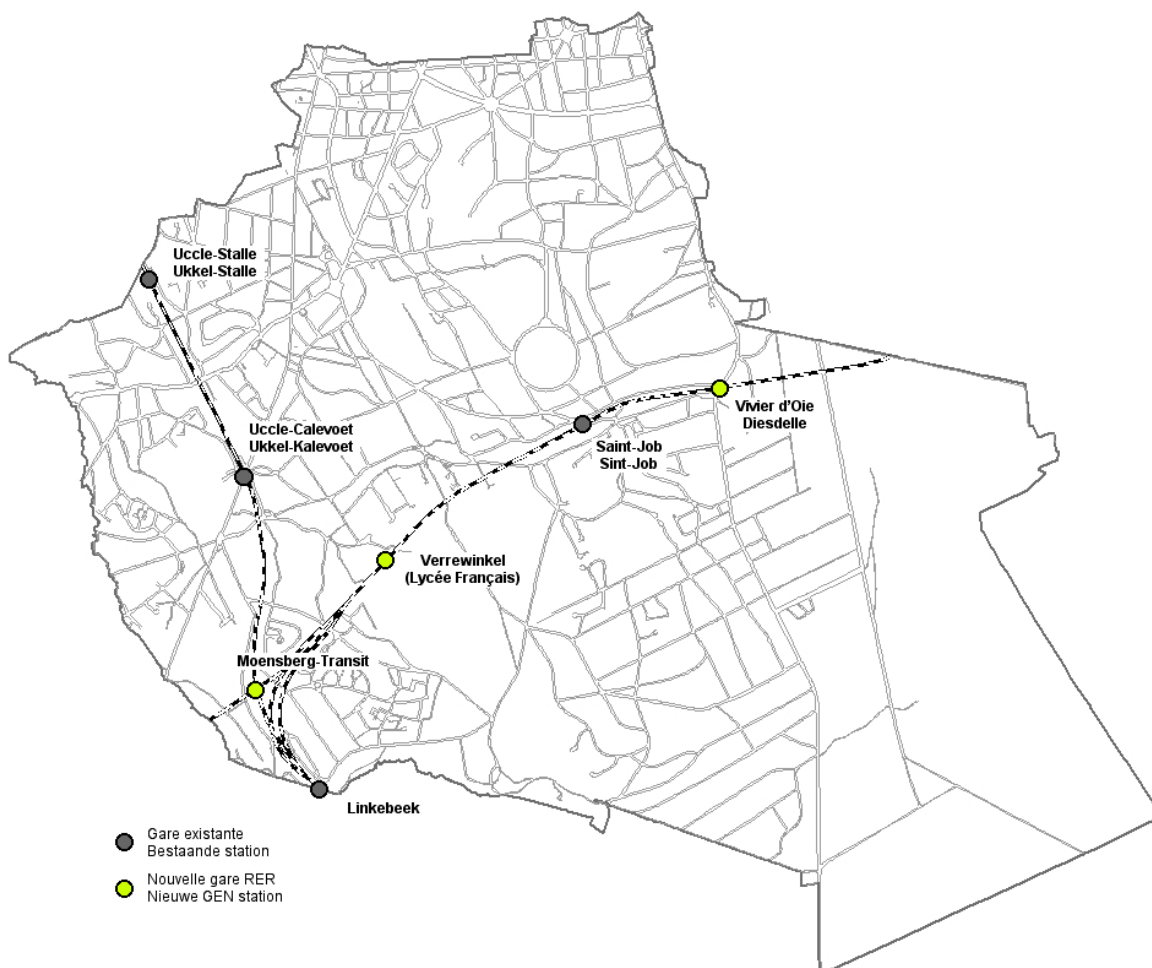 Uccle-Stalle
Ukkel-Stalle
Vivier d'Oie
Diesdelle
Uccle-Calevoet
Ukkel-Kalevoet
Saint-Job
Sint-Job
Verrewinkel
(Lycée Français)
Moensberg-Transit
Linkebeek
Gare existante
Bestaande station
Nouvelle gare RER
Nieuwe GEN station